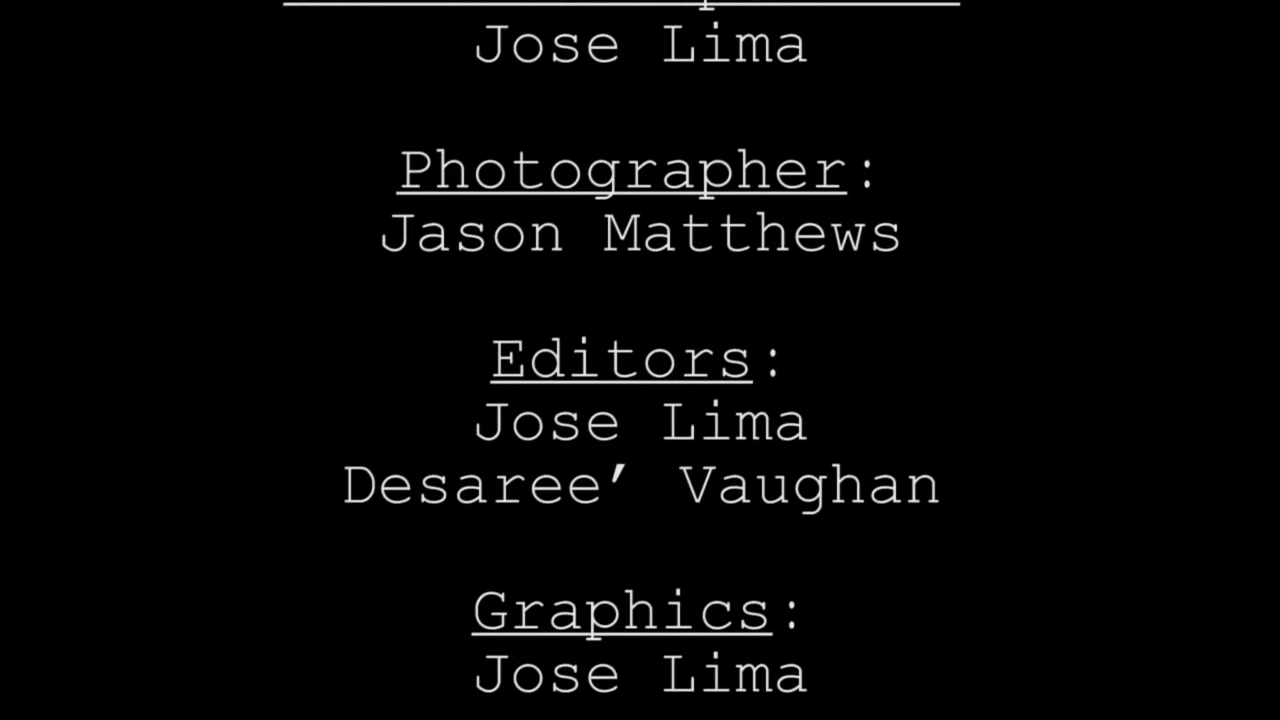 Jose Lima
Photographer:
Jason Matthews
Editors:
Jose Lima
Desaree’ Vaughan
Graphics:
Jose Lima